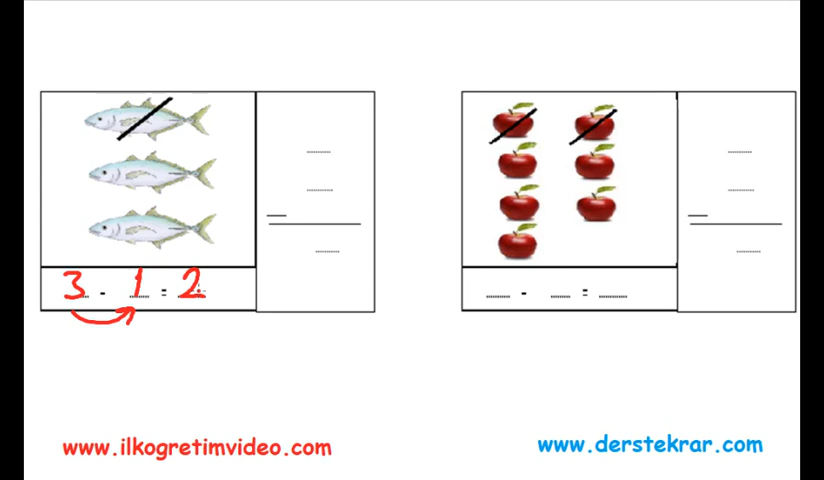 3 - 1 = 2
- =
www.ilkogretimvideo.com
www.derstekrar.com